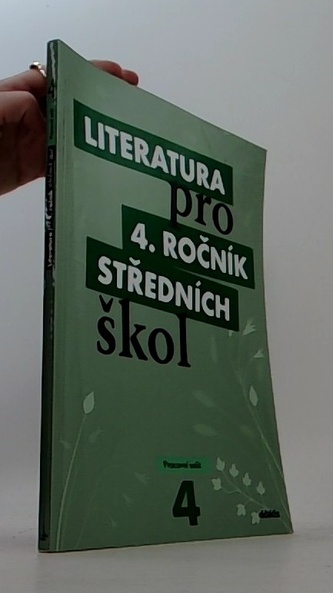 LITERATURA
pro
4. ROČNÍK
STŘEDNÍCH
škol
Pracovní sešit
4
didaktis